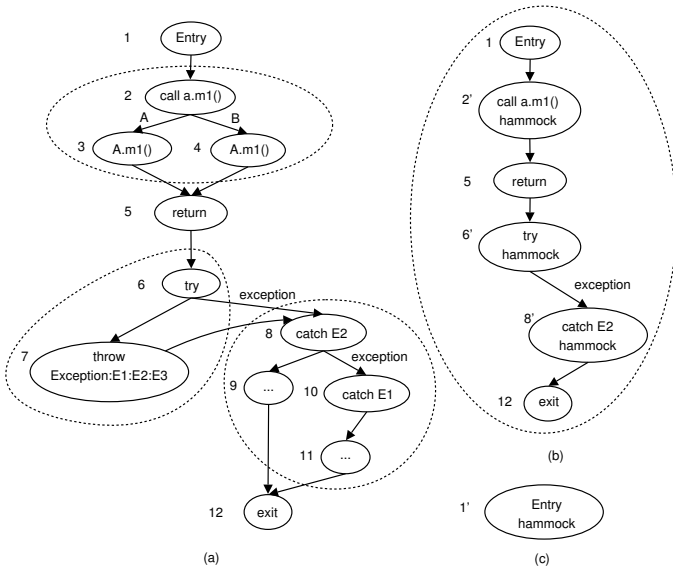 1 Entry
2 call a.m1()
A B
3 A.m1() 4 A.m1()
5 return
6 try
exception
7 throw
Exception:E1:E2:E3
8 catch E2
exception
9 ...
10 catch E1
11 ...
12 exit
(a)
1 Entry
2' call a.m1()
hammock
5 return
6' try
hammock
exception
8' catch E2
hammock
12 exit
(b)
1' Entry
hammock
(c)